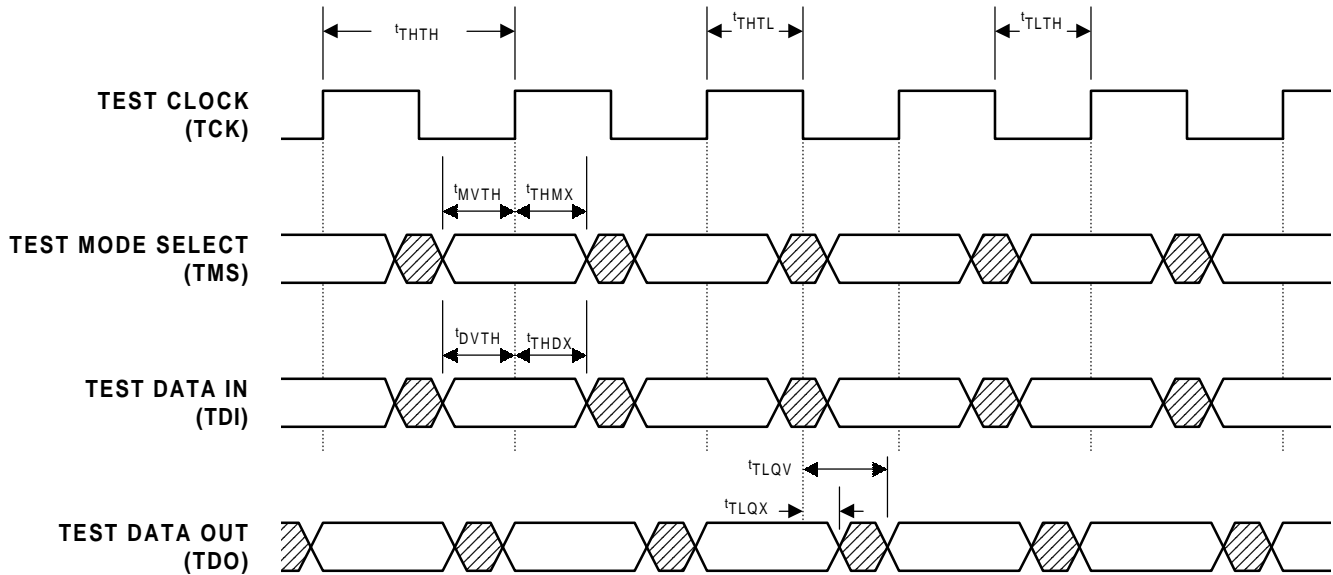 tTHTH
tTHTL
tTLTH
TEST CLOCK
(TCK)
tMVTH
tTHMX
TEST MODE SELECT
(TMS)
tDVTH
tTHDX
TEST DATA IN
(TDI)
tTLQV
tTLQX
TEST DATA OUT
(TDO)